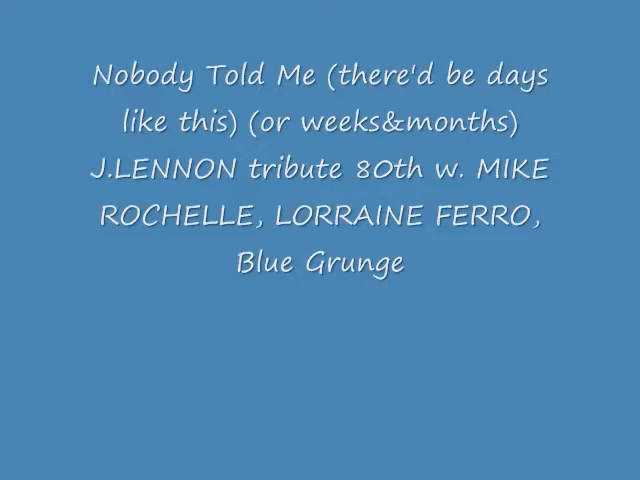 Nobody Told Me (there'd be days
like this) (or weeks&months)
J.LENNON tribute 80th w. MIKE
ROCHELLE, LORRAINE FERRO,
Blue Grunge